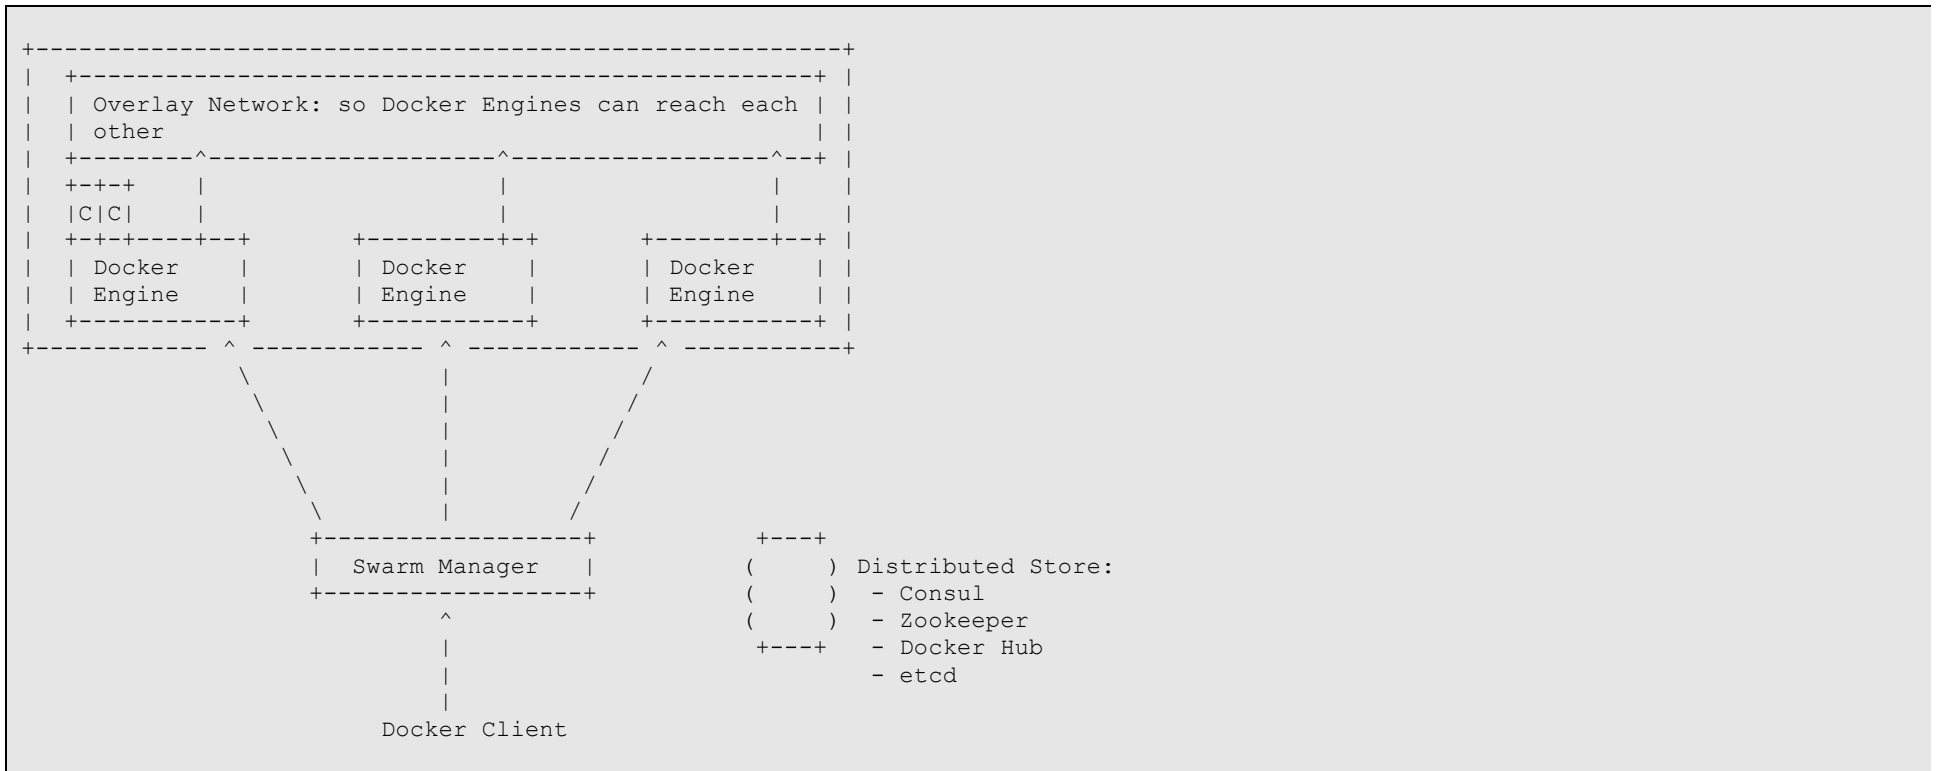 +--------------------------------------------------------+
|  +---------------------------------------------------+ |
|  | Overlay Network: so Docker Engines can reach each | |
|  | other                                             | |
|  +--------^--------------------^------------------^--+ |
|  +-+-+    |                    |                  |    |
|  |C|C|    |                    |                  |    |
|  +-+-+----+--+       +---------+-+       +--------+--+ |
|  | Docker    |       | Docker    |       | Docker    | |
|  | Engine    |       | Engine    |       | Engine    | |
|  +-----------+       +-----------+       +-----------+ |
+------------ ^ ------------ ^ ------------ ^ -----------+
               \             |             /
                \            |            /
                 \           |           /
                  \          |          /
                   \         |         /
                    \        |        /
                    +------------------+           +---+
                    |  Swarm Manager   |          (     ) Distributed Store:
                    +------------------+          (     )  - Consul
                             ^                    (     )  - Zookeeper
                             |                     +---+   - Docker Hub
                             |                             - etcd
                             |
                         Docker Client